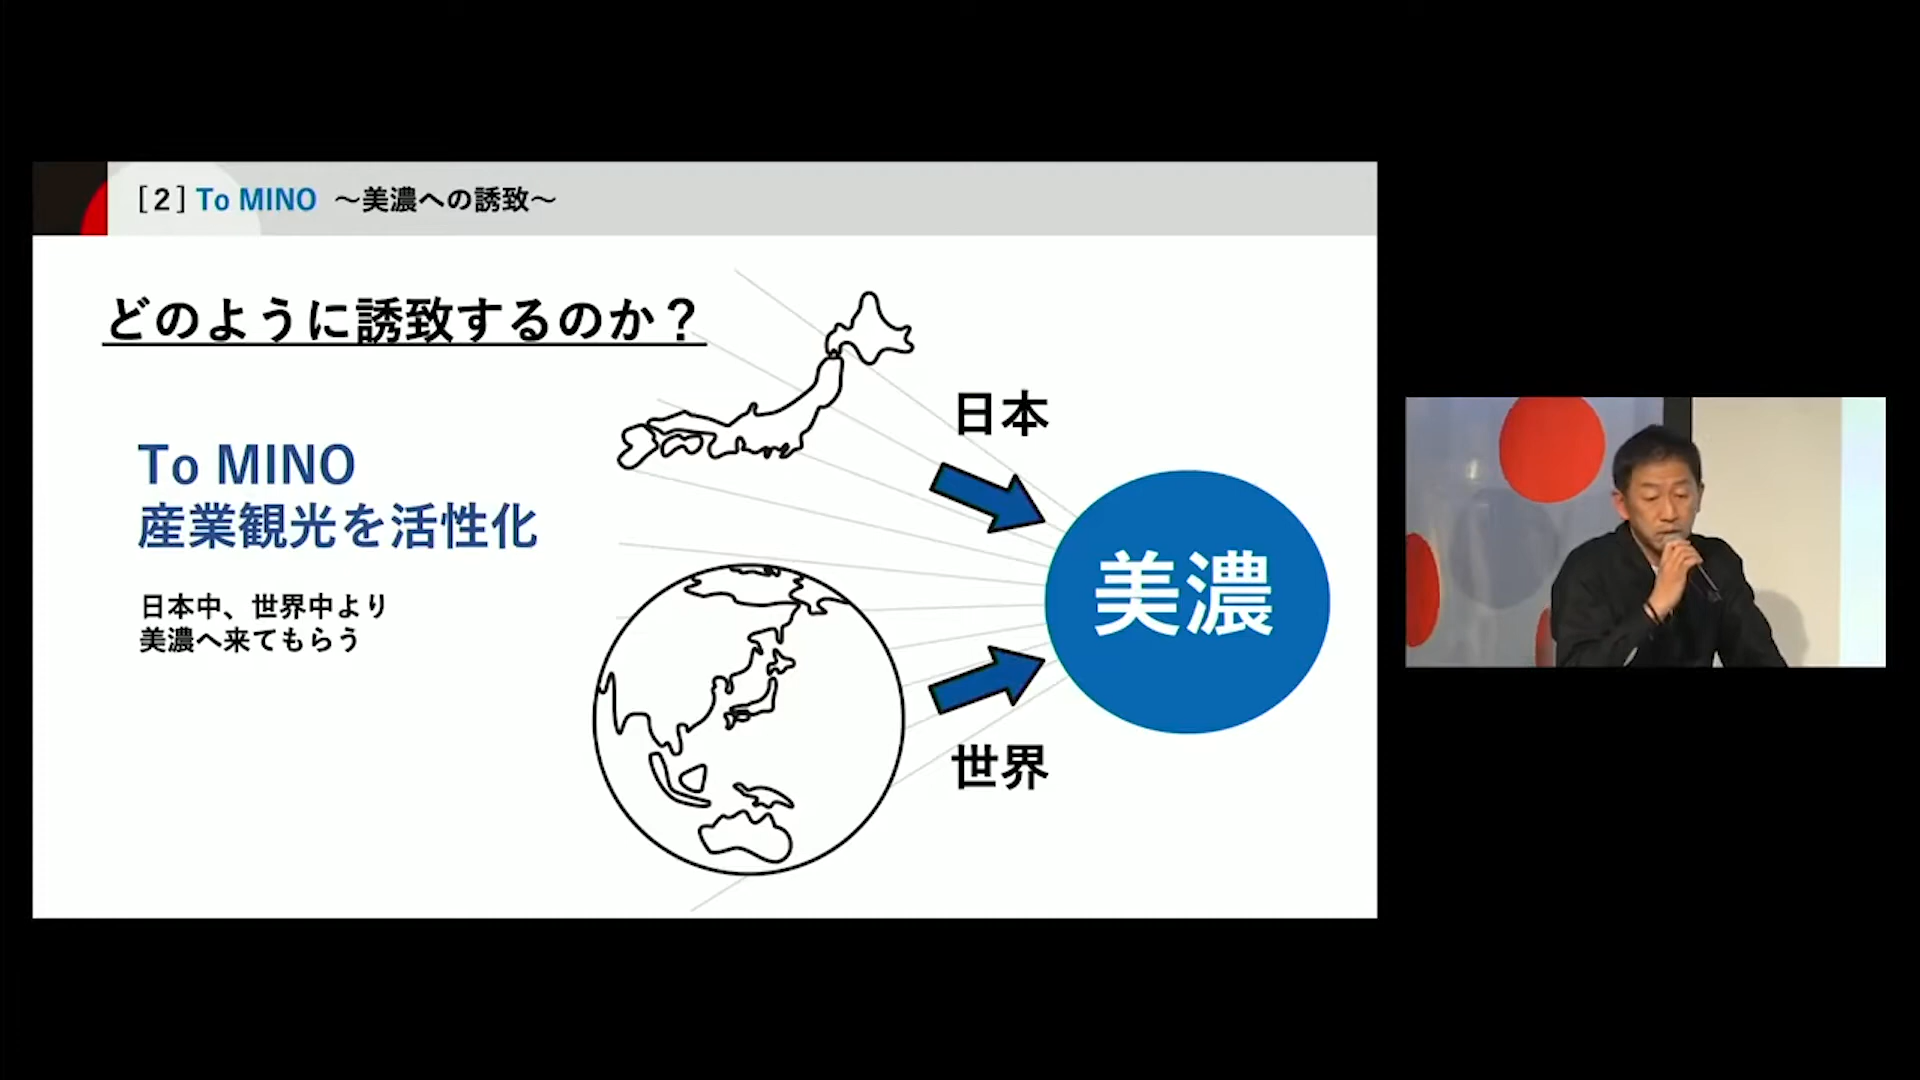 [2] To MINO ～美濃への誘致～
どのように誘致するのか？
To MINO
産業観光を活性化
日本中、世界中より
美濃へ来てもらう
日本
美濃
世界